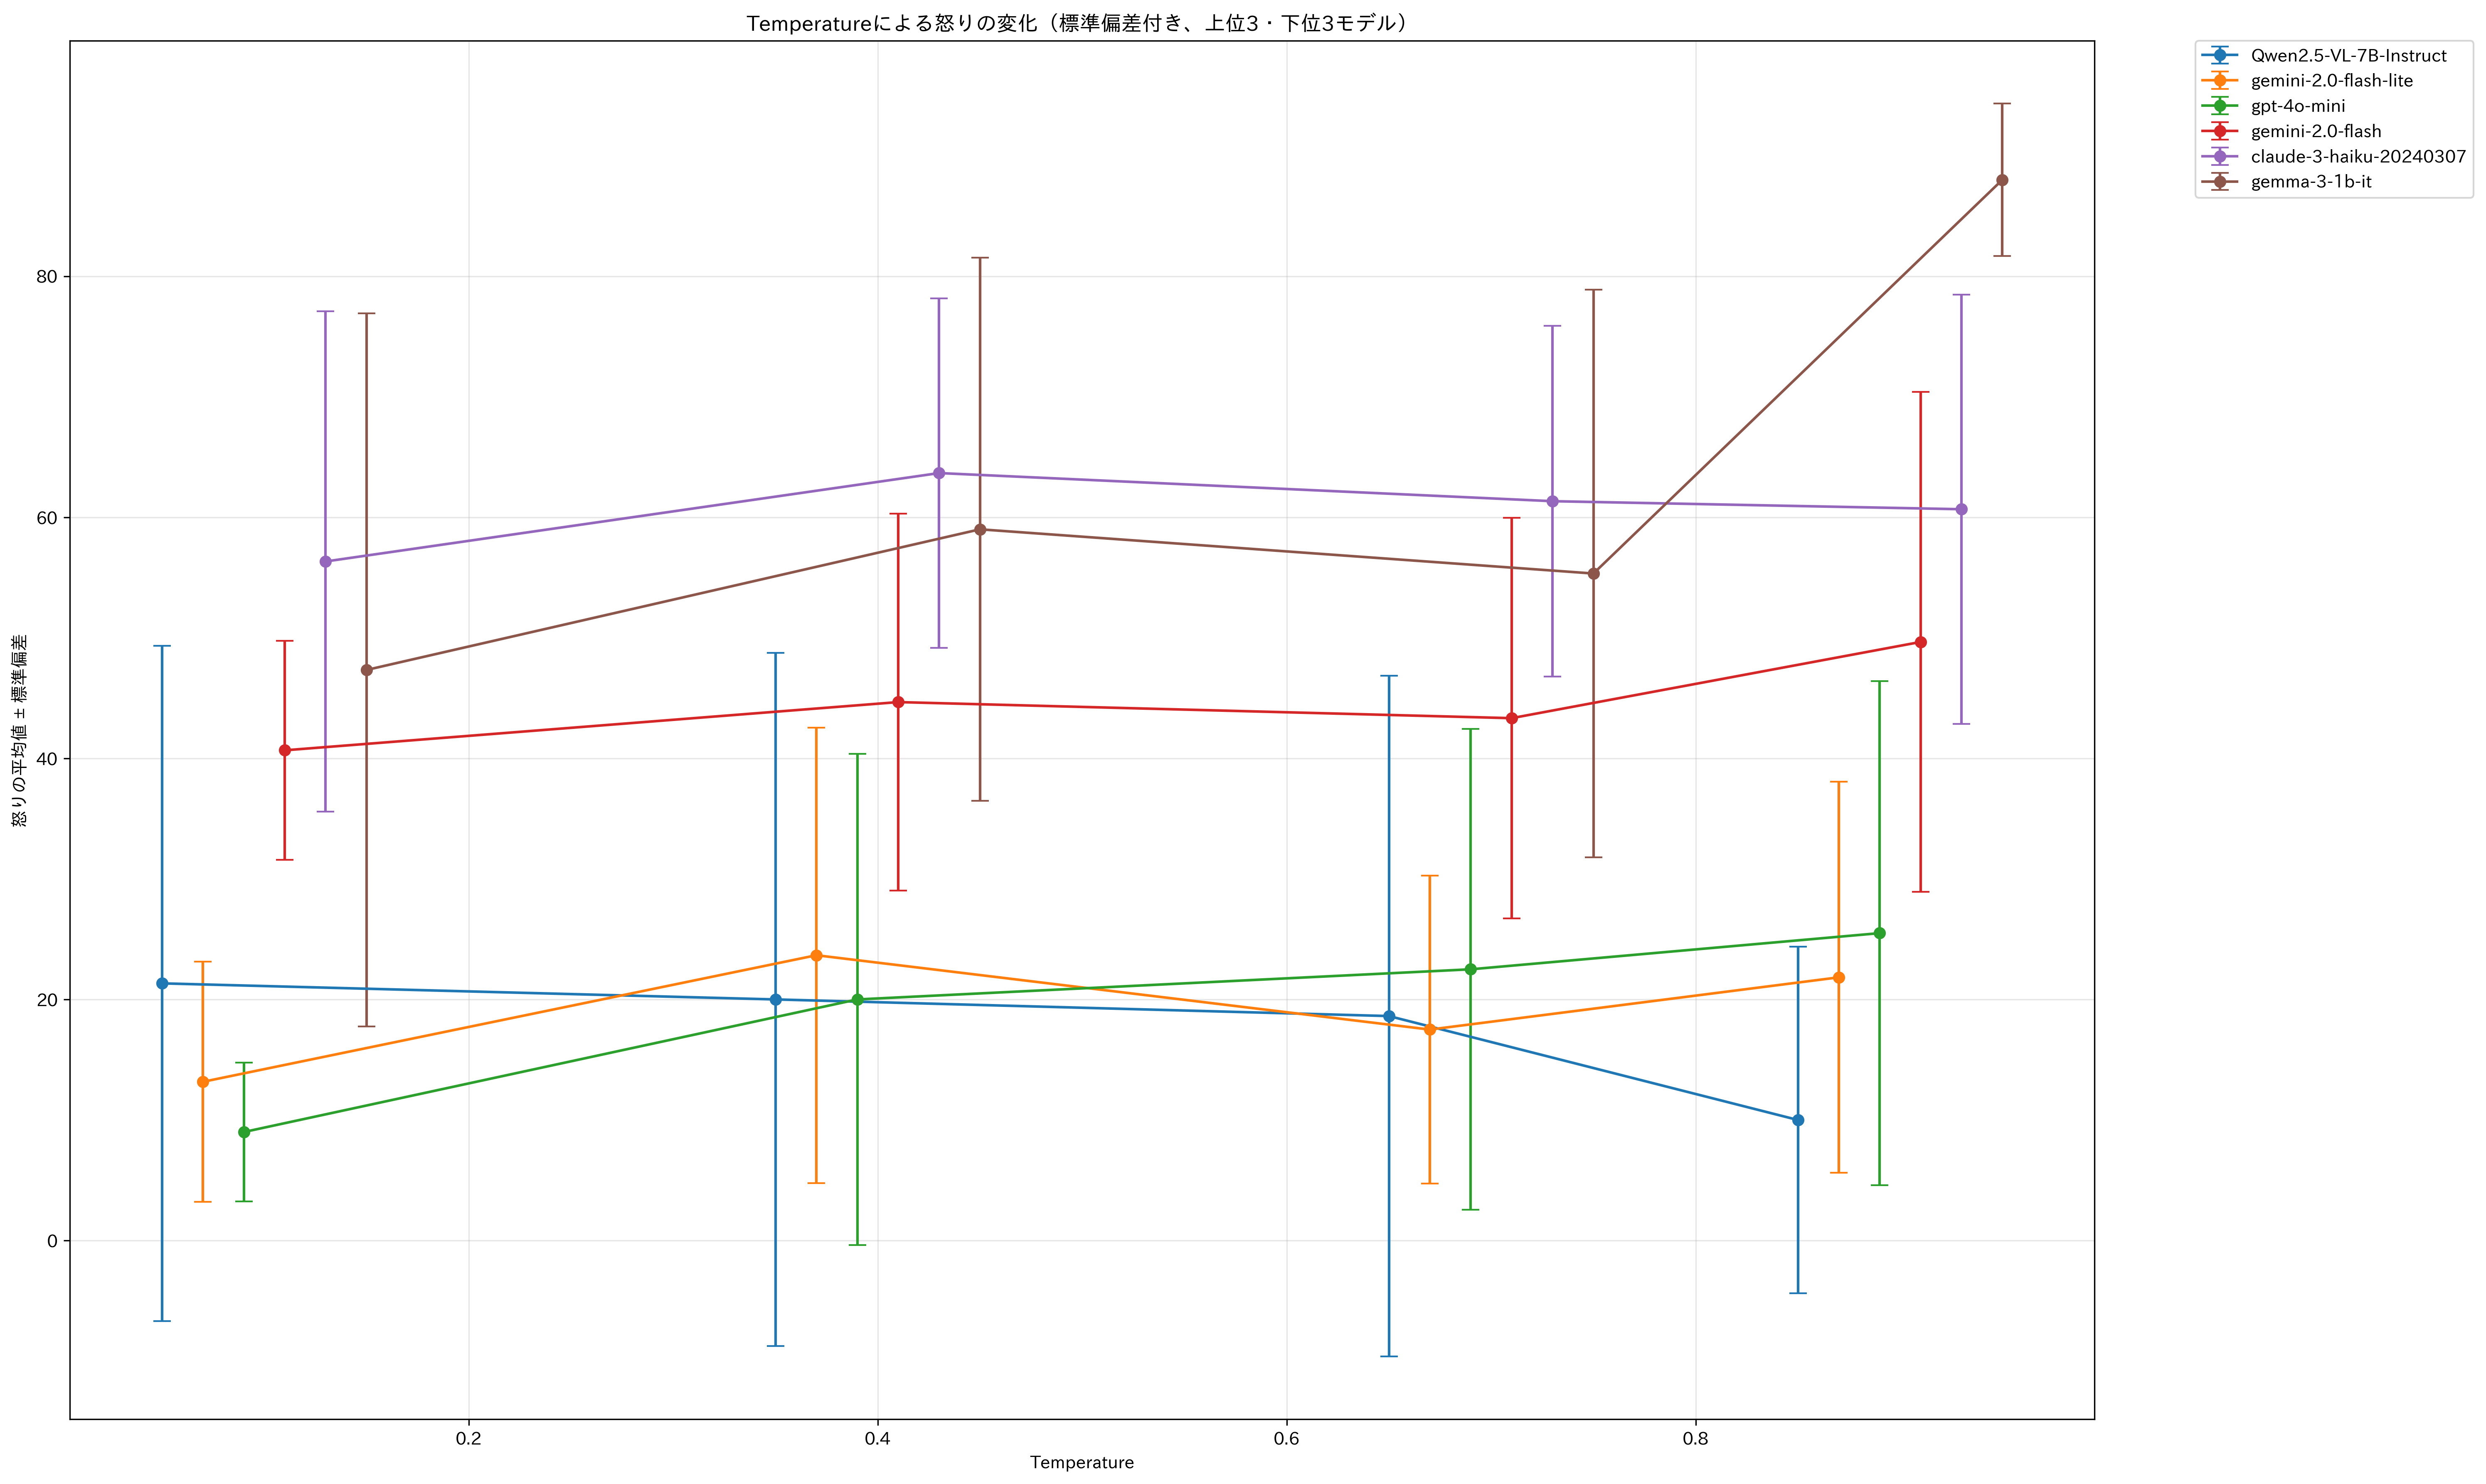 Temperatureによる怒りの変化（標準偏差付き、上位3・下位3モデル）
Qwen2.5-VL-7B-Instruct
gemini-2.0-flash-lite
gpt-4o-mini
gemini-2.0-flash
claude-3-haiku-20240307
gemma-3-1b-it
怒りの平均値 ± 標準偏差
80
60
40
20
0
0.2
0.4
0.6
0.8
Temperature